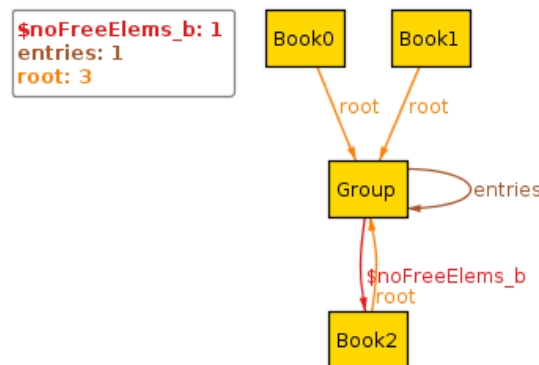 $noFreeElems_b: 1
entries: 1
root: 3
Book0
Book1
root
root
Group
entries
$noFreeElems_b
root
Book2